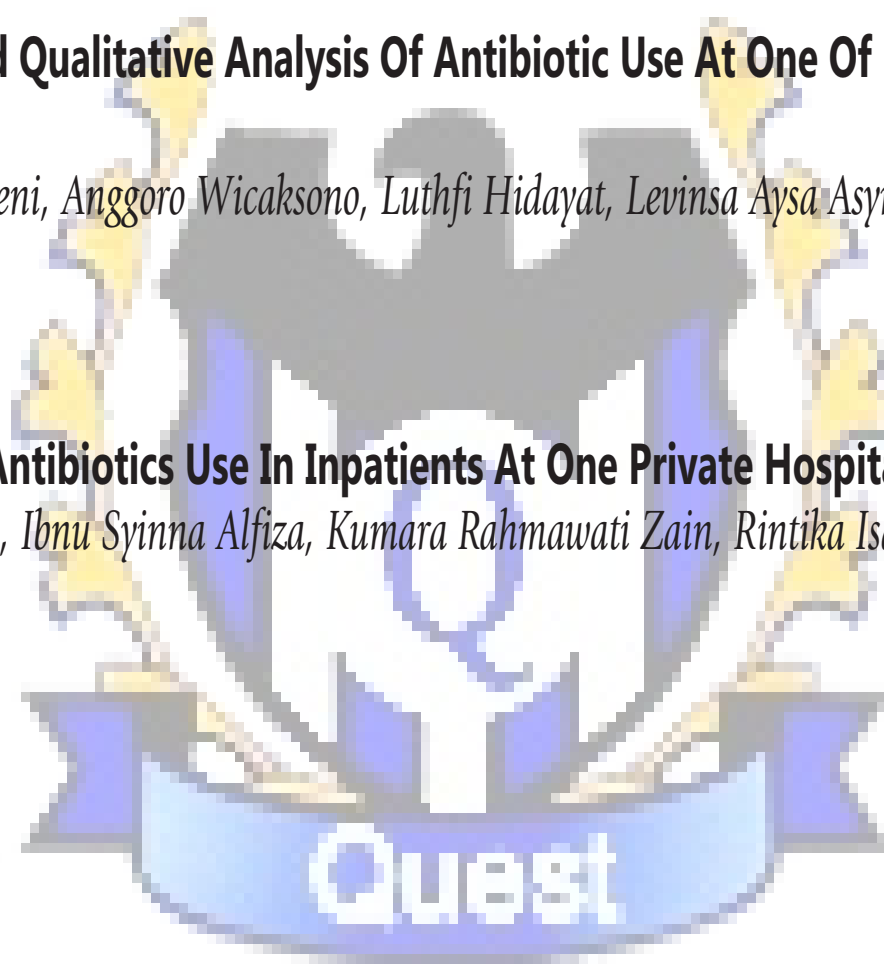 Qualitative Analysis Of Antibiotic Use At One Of
Anggoro Wicaksono, Luthfi Hidayat, Levinsa Aysa
Antibiotics Use In Inpatients At One Private
, Ibnu Syinna Alfiza, Kumara Rahmawati Zain, Rintika
Q
Quest